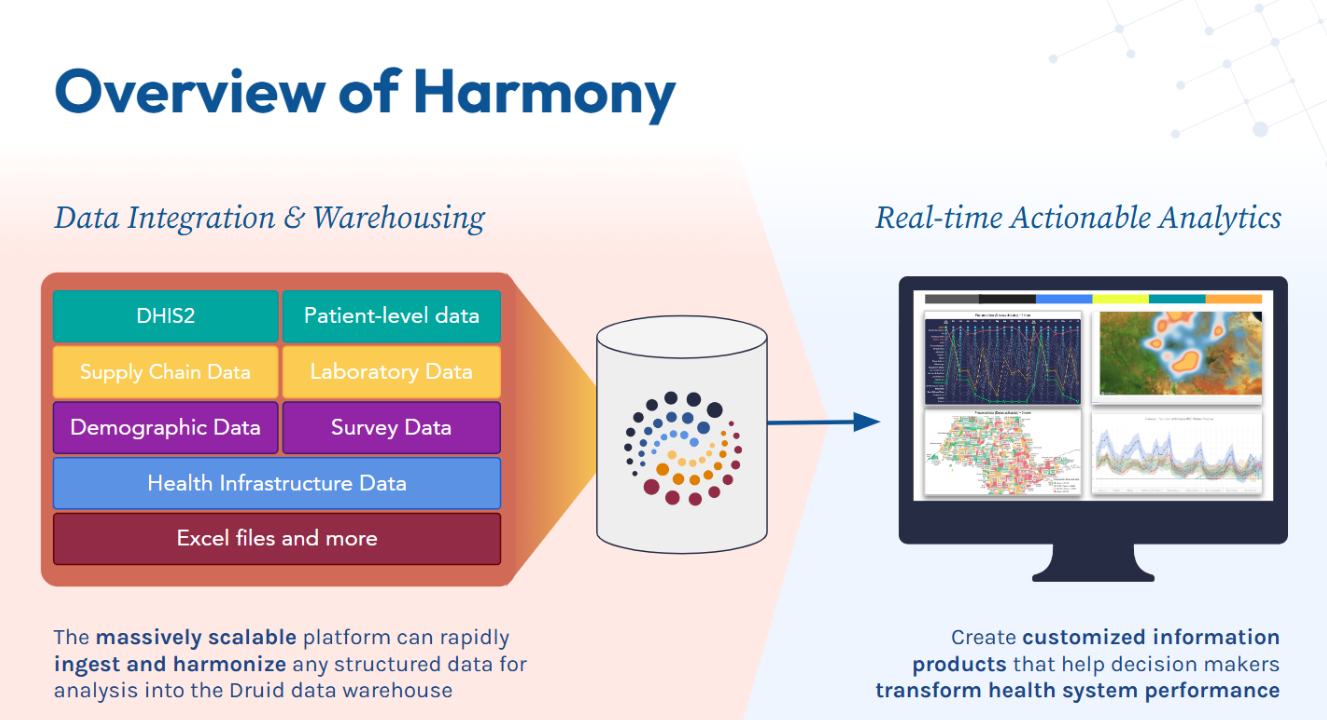 Overview of Harmony
Data Integration & Warehousing
DHIS2
Patient-level data
Supply Chain Data
Laboratory Data
Demographic Data
Survey Data
Health Infrastructure Data
Excel files and more
The massively scalable platform can rapidly
ingest and harmonize any structured data for
analysis into the Druid data warehouse
Real-time Actionable Analytics
Create customized information
products that help decision makers
transform health system performance